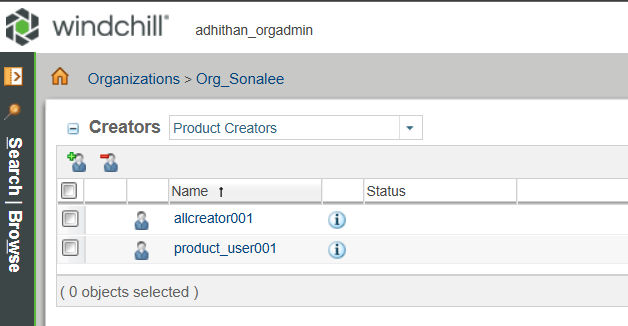 windchill® adhithan_orgadmin
Organizations > Org_Sonalee
Search | Browse
Creators Product Creators
Name ↑ Status
allcreator001
product_user001
( 0 objects selected )